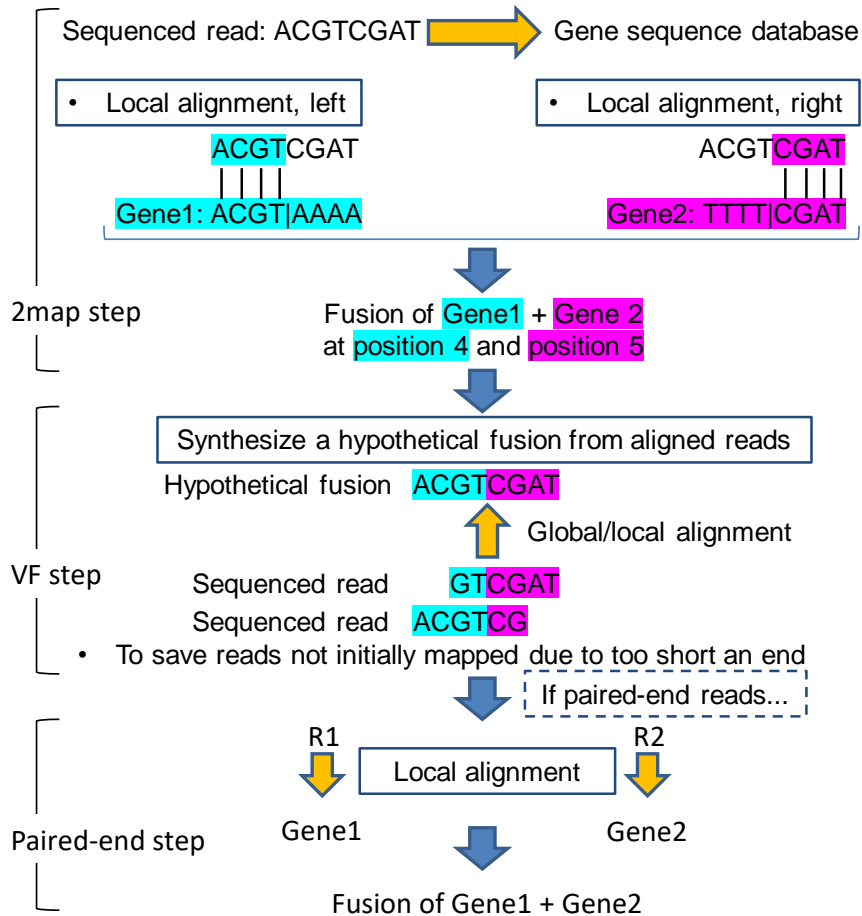 Sequenced read: ACGTCGAT Gene sequence database
• Local alignment, left
• Local alignment, right
ACGTCGAT
ACGTCGAT
Gene1: ACGT|AAAA
Gene2: TTTT|CGAT
2map step
Fusion of Gene1 + Gene 2
at position 4 and position 5
Synthesize a hypothetical fusion from aligned reads
Hypothetical fusion ACGTCGAT
Global/local alignment
VF step
Sequenced read GTCGAT
Sequenced read ACGTCG
• To save reads not initially mapped due to too short an end
If paired-end reads...
R1
R2
Local alignment
Gene1
Gene2
Paired-end step
Fusion of Gene1 + Gene2